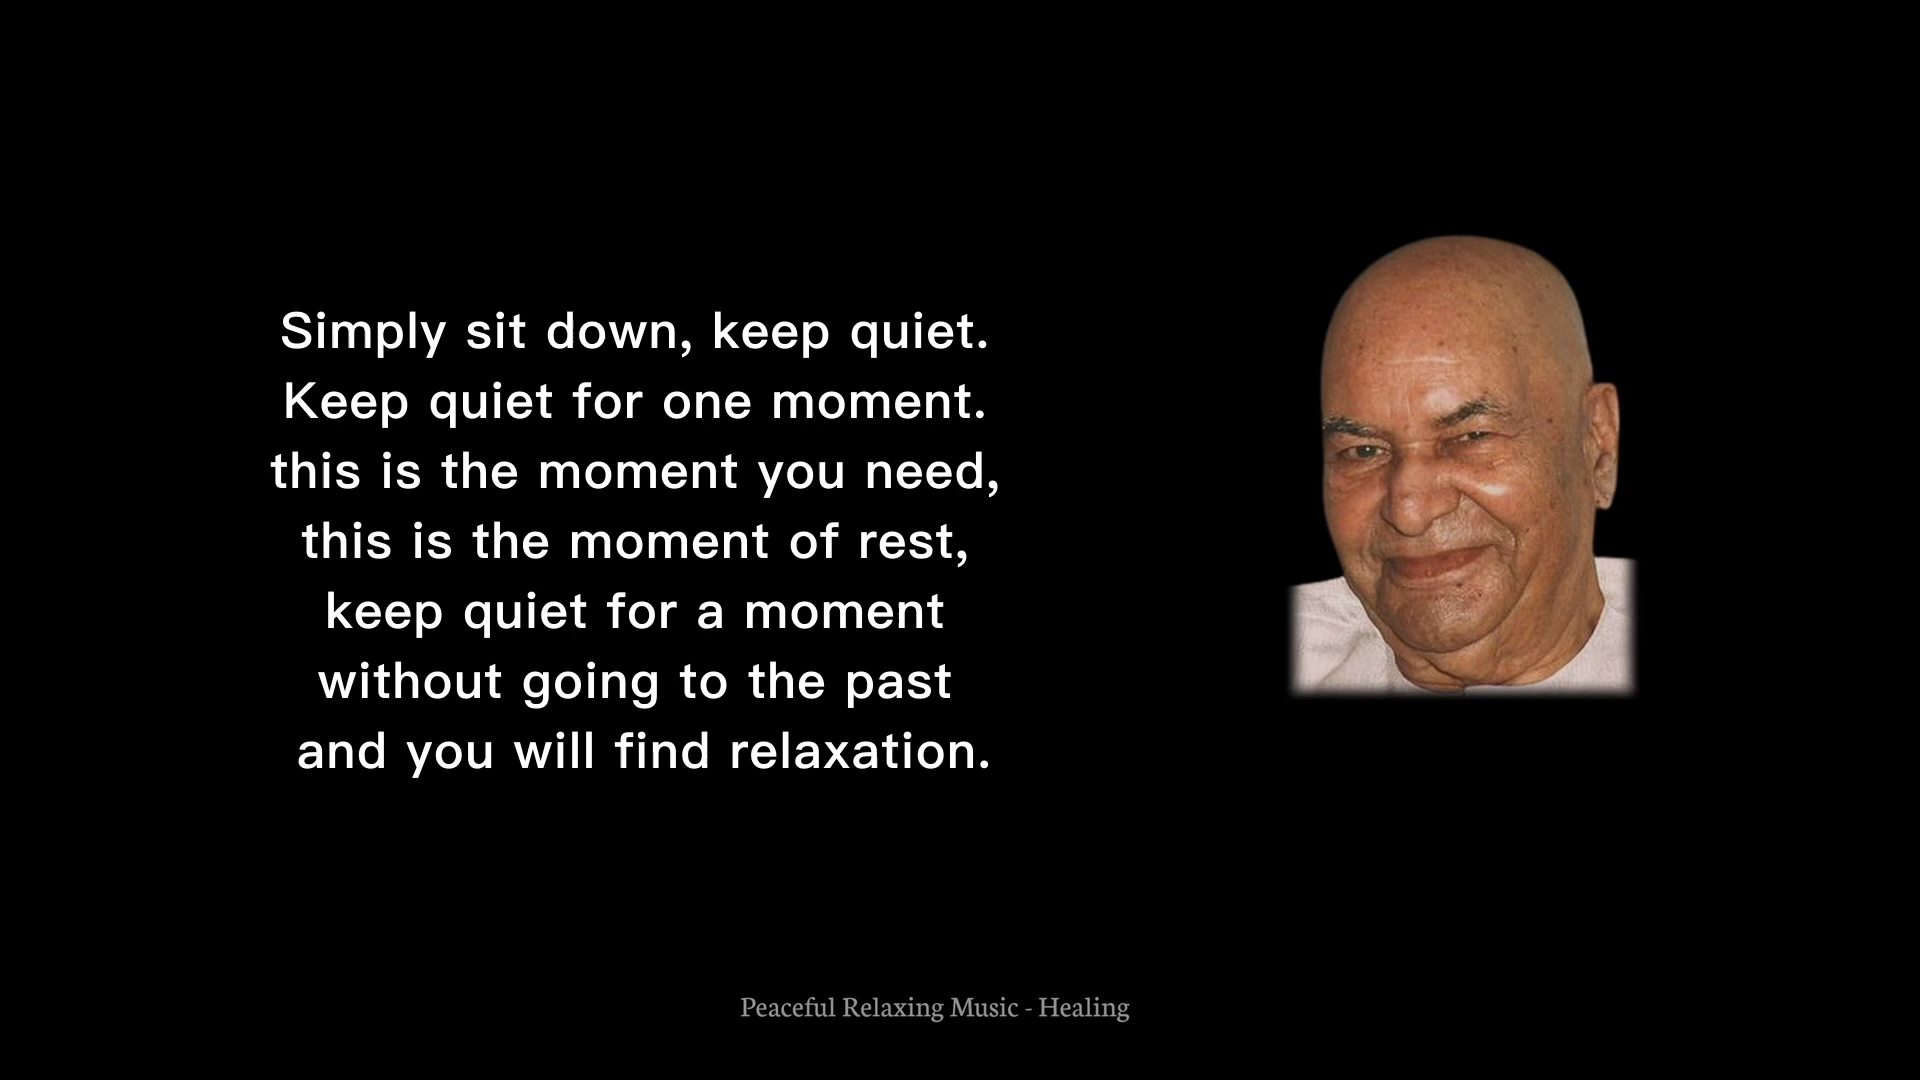 Simply sit down, keep quiet.
Keep quiet for one moment.
this is the moment you need,
this is the moment of rest,
keep quiet for a moment
without going to the past
and you will find relaxation.
Peaceful Relaxing Music - Healing